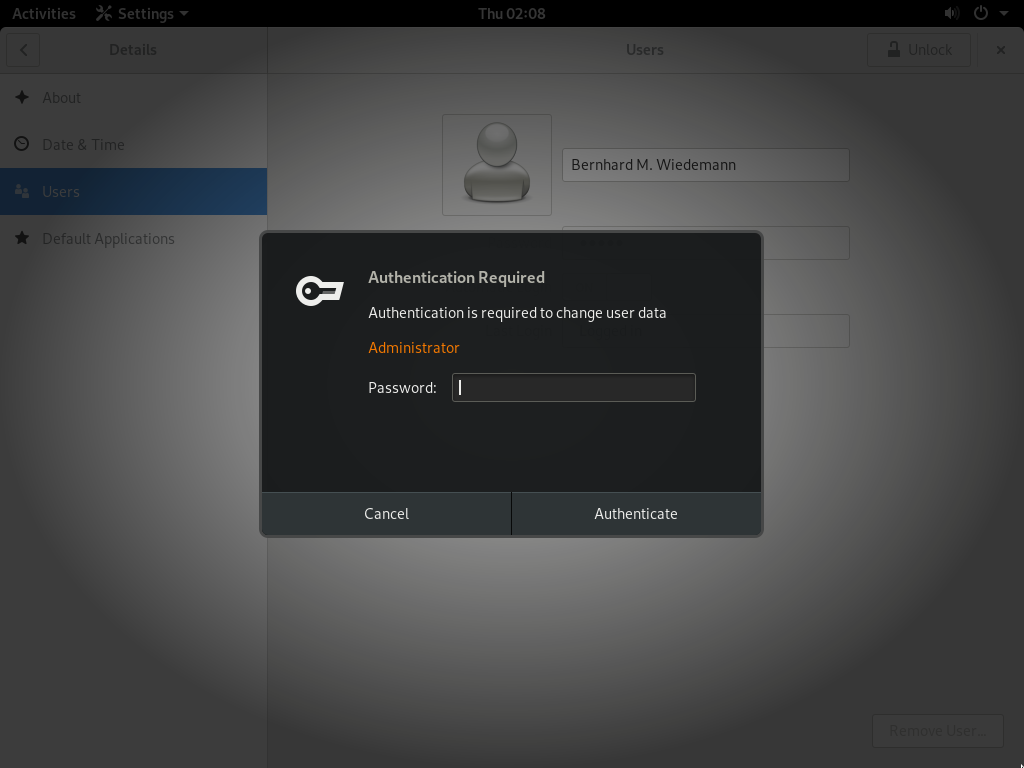 Activities Settings Thu 02:08
Details Users Unlock
About
Date & Time
Users
Default Applications
Bernhard M. Wiedemann
Authentication Required
Authentication is required to change user data
Administrator
Password:
Cancel Authenticate
Remove User...